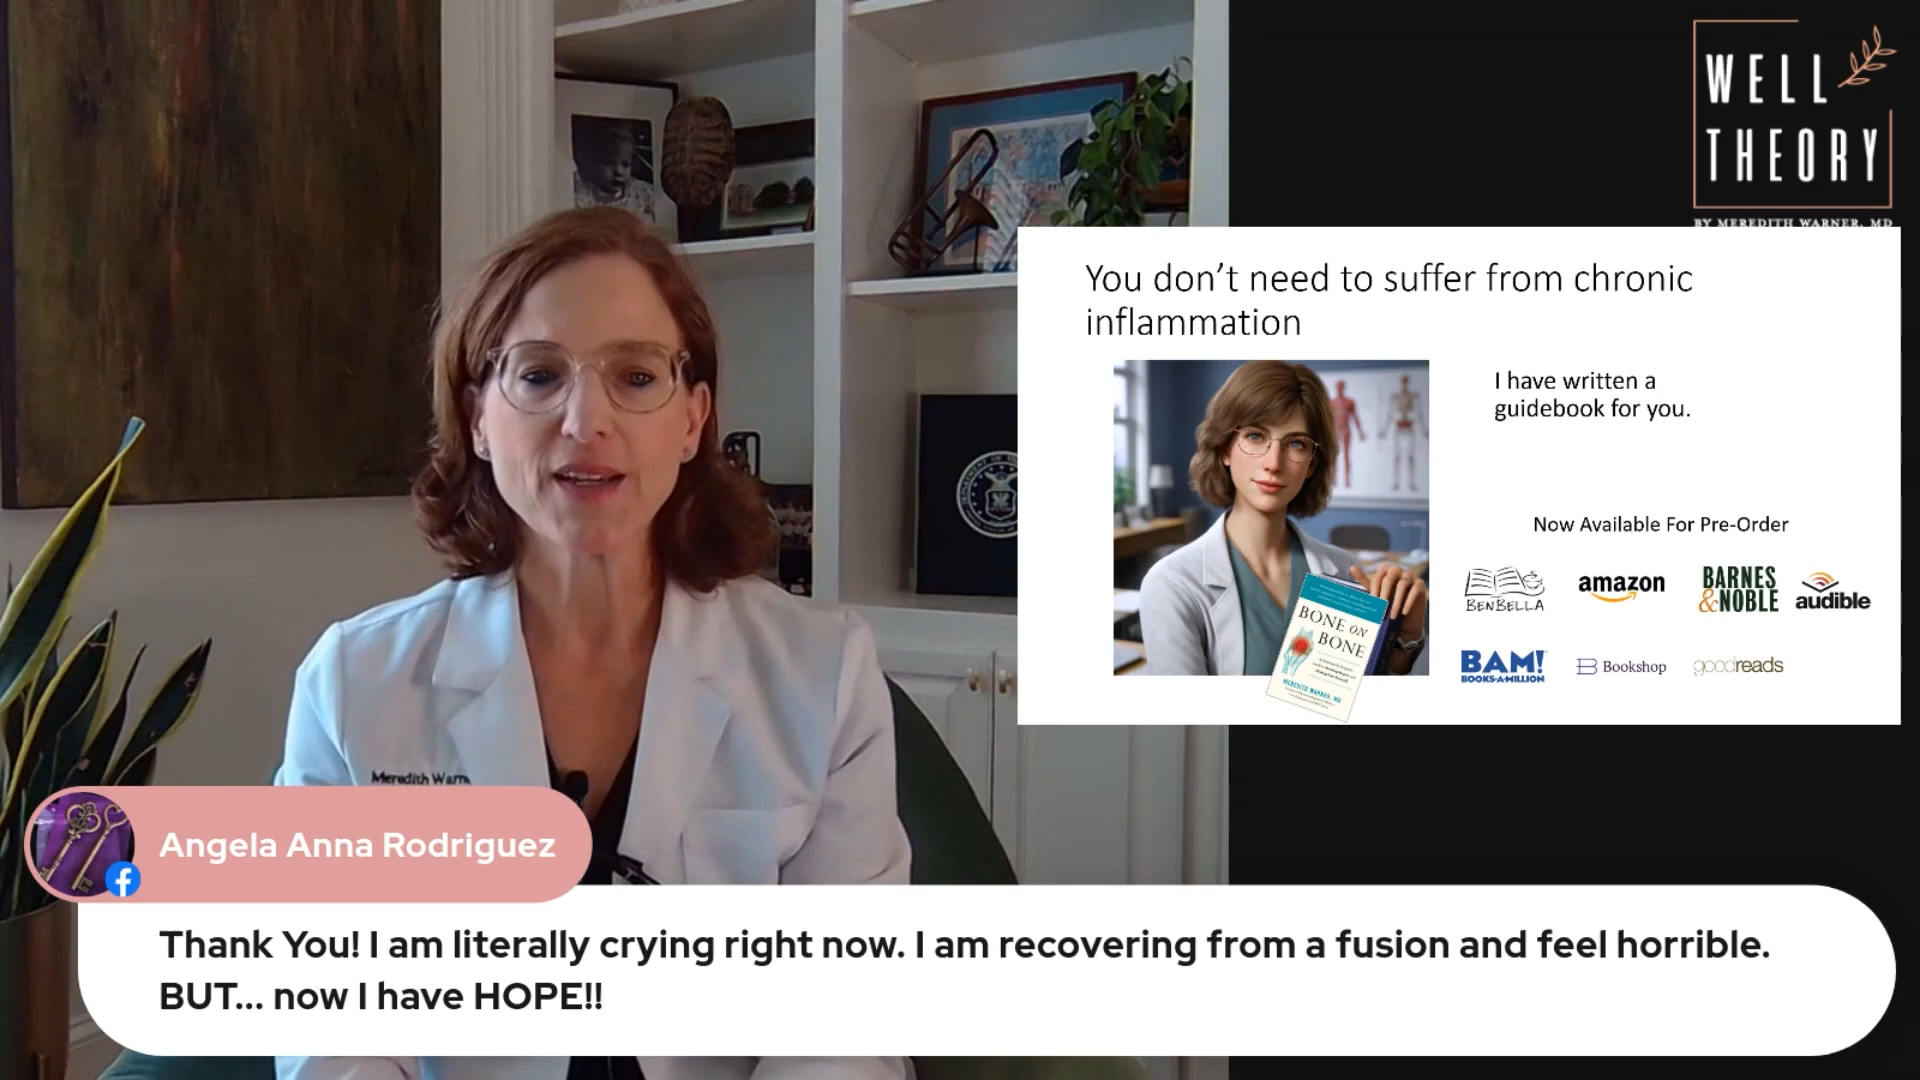 WELL
THEORY
BY MEREDITH WARNER, MD
You don’t need to suffer from chronic
inflammation
I have written a
guidebook for you.
Now Available For Pre-Order
BENBELLA
amazon
BARNES
&NOBLE
audible
BAM!
BOOKS-A-MILLION
Bookshop
goodreads
BONE ON
BONE
MEREDITH WARNER, MD
DEPARTMENT OF
Meredith Warn
Angela Anna Rodriguez
Thank You! I am literally crying right now. I am recovering from a fusion and feel horrible.
BUT... now I have HOPE!!